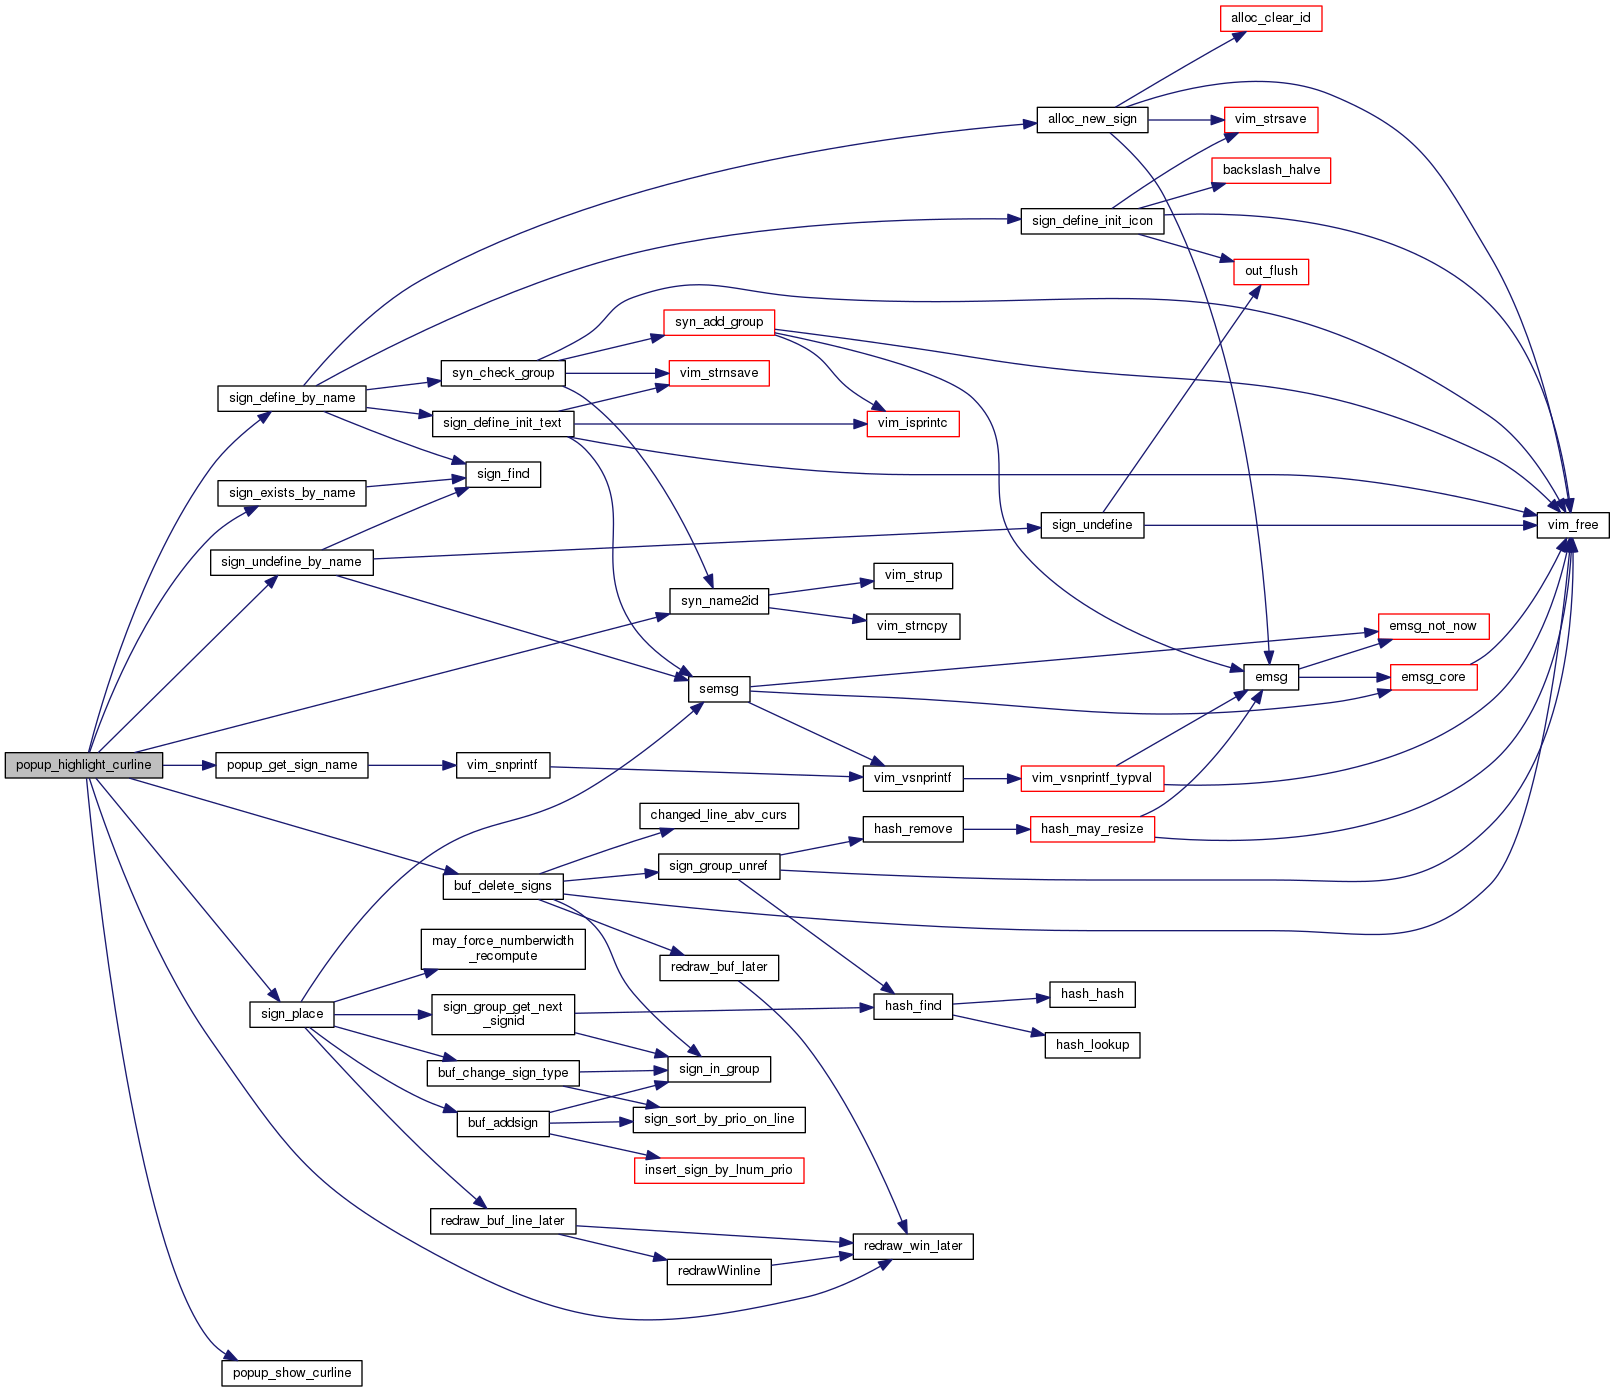 alloc_clear_id
alloc_new_sign
vim_strsave
backslash_halve
sign_define_init_icon
out_flush
syn_add_group
syn_check_group
vim_strnsave
sign_define_by_name
sign_define_init_text
vim_isprintc
sign_find
sign_exists_by_name
sign_undefine
vim_free
sign_undefine_by_name
vim_strup
syn_name2id
vim_strncpy
emsg_not_now
emsg
emsg_core
semsg
popup_highlight_curline
popup_get_sign_name
vim_snprintf
vim_vsnprintf
vim_vsnprintf_typval
changed_line_abv_curs
hash_remove
hash_may_resize
sign_group_unref
buf_delete_signs
may_force_numberwidth
_recompute
redraw_buf_later
hash_hash
sign_place
sign_group_get_next
_signid
hash_find
hash_lookup
buf_change_sign_type
sign_in_group
buf_addsign
sign_sort_by_prio_on_line
insert_sign_by_lnum_prio
redraw_buf_line_later
redraw_win_later
redrawWinline
popup_show_curline